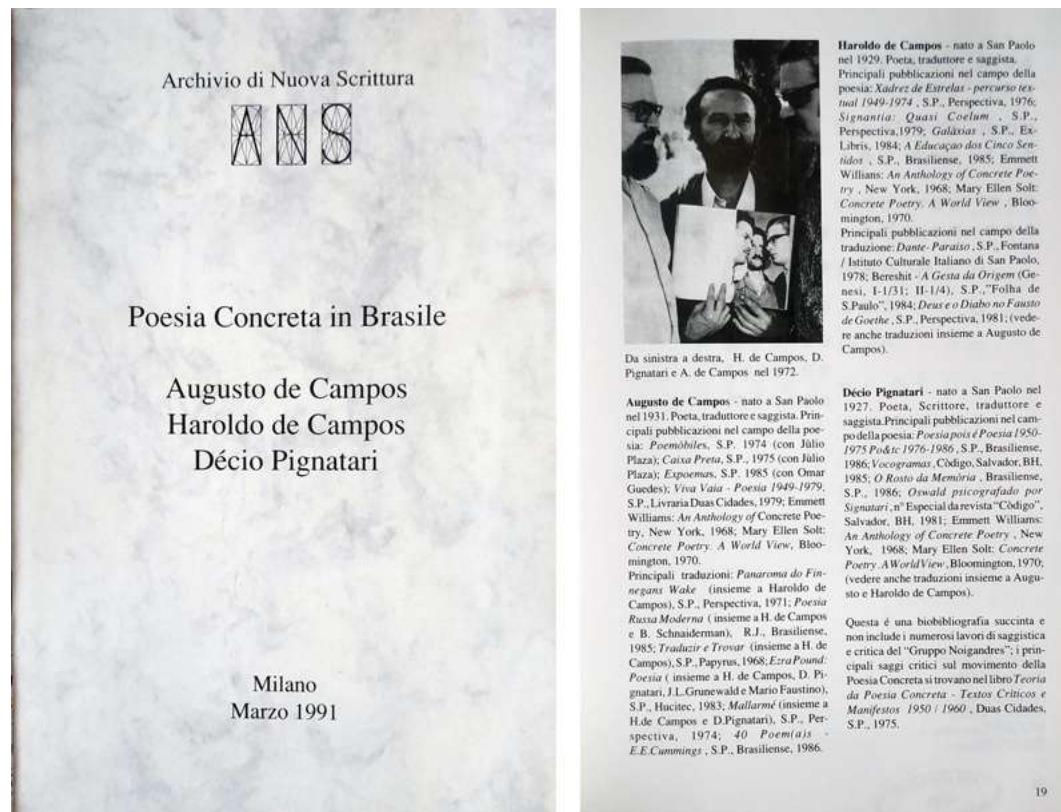 Archivio di Nuova Scrittura
ANS
Poesia Concreta in Brasile
Augusto de Campos
Haroldo de Campos
Décio Pignatari
Milano
Marzo 1991
Da sinistra a destra, H. de Campos, D.
Pignatari e A. de Campos nel 1972.
Augusto de Campos - nato a San Paolo
nel 1931. Poeta, traduttore e saggista. Prin-
cipali pubblicazioni nel campo della poe-
sia: Poemóbiles, S.P. 1974 (con Jùlio
Plaza); Caixa Preta, S.P., 1975 (con Jùlio
Plaza); Expoemas, S.P. 1985 (con Omar
Guedes); Viva Vaia - Poesia 1949-1979,
S.P., Livraria Duas Cidades, 1979; Emmett
Williams: An Anthology of Concrete Poe-
try, New York, 1968; Mary Ellen Solt:
Concrete Poetry. A World View, Bloo-
mington, 1970.
Principali traduzioni: Panaroma do Fin-
negans Wake (insieme a Haroldo de
Campos), S.P., Perspectiva, 1971; Poesia
Russa Moderna ( insieme a H. de Campos
e B. Schnaiderman), R.J., Brasiliense,
1985; Traduzir e Trovar (insieme a H. de
Campos), S.P., Papyrus, 1968; Ezra Pound:
Poesia ( insieme a H. de Campos, D. Pi-
gnatari, J.L.Grunewald e Mario Faustino),
S.P., Hucitec, 1983; Mallarmé (insieme a
H.de Campos e D.Pignatari), S.P., Per-
spectiva, 1974; 40 Poem(a)s -
E.E.Cummings , S.P., Brasiliense, 1986.
Haroldo de Campos - nato a San Paolo
nel 1929. Poeta, traduttore e saggista.
Principali pubblicazioni nel campo della
poesia: Xadrez de Estrelas - percurso tex-
tual 1949-1974 , S.P., Perspectiva, 1976;
Signantia: Quasi Coelum , S.P.,
Perspectiva,1979; Galàxias , S.P., Ex-
Libris, 1984; A Educaçao dos Cinco Sen-
tidos , S.P., Brasiliense, 1985; Emmett
Willians: An Anthology of Concrete Poe-
try , New York, 1968; Mary Ellen Solt:
Concrete Poetry. A World View , Bloo-
mington, 1970.
Principali pubblicazioni nel campo della
traduzione: Dante- Paraiso , S.P., Fontana
/ Istituto Culturale Italiano di San Paolo,
1978; Bereshit - A Gesta da Origem (Ge-
nesi, I-1/31; II-1/4), S.P.,"Folha de
S.Paulo", 1984; Deus e o Diabo no Fausto
de Goethe , S.P., Perspectiva, 1981; (vede-
re anche traduzioni insieme a Augusto de
Campos).
Décio Pignatari - nato a San Paolo nel
1927. Poeta, Scrittore, traduttore e
saggista.Principali pubblicazioni nel cam-
po della poesia: Poesia pois é Poesia 1950-
1975 Po&tc 1976-1986 , S.P., Brasiliense,
1986; Vocogramas , Còdigo, Salvador, BH,
1985; O Rosto da Memória , Brasiliense,
S.P., 1986; Oswald psicografado por
Signatari , n° Especial da revista "Còdigo",
Salvador, BH, 1981; Emmett Williams:
An Anthology of Concrete Poetry , New
York, 1968; Mary Ellen Solt: Concrete
Poetry . A World View , Bloomington, 1970;
(vedere anche traduzioni insieme a Augu-
sto e Haroldo de Campos).
Questa é una biobibliografia succinta e
non include i numerosi lavori di saggistica
e critica del "Gruppo Noigandres"; i prin-
cipali saggi critici sul movimento della
Poesia Concreta si trovano nel libro Teoria
da Poesia Concreta - Textos Críticos e
Manifestos 1950 / 1960 , Duas Cidades,
S.P., 1975.
19